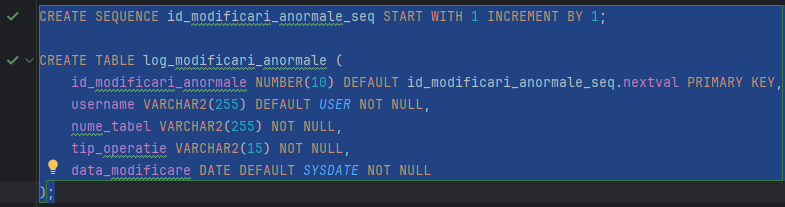 CREATE SEQUENCE id_modificari_anormale_seq START WITH 1 INCREMENT BY 1;
CREATE TABLE log_modificari_anormale (
id_modificari_anormale NUMBER(10) DEFAULT id_modificari_anormale_seq.nextval PRIMARY KEY,
username VARCHAR2(255) DEFAULT USER NOT NULL,
nume_tabel VARCHAR2(255) NOT NULL,
tip_operatie VARCHAR2(15) NOT NULL,
data_modificare DATE DEFAULT SYSDATE NOT NULL
);